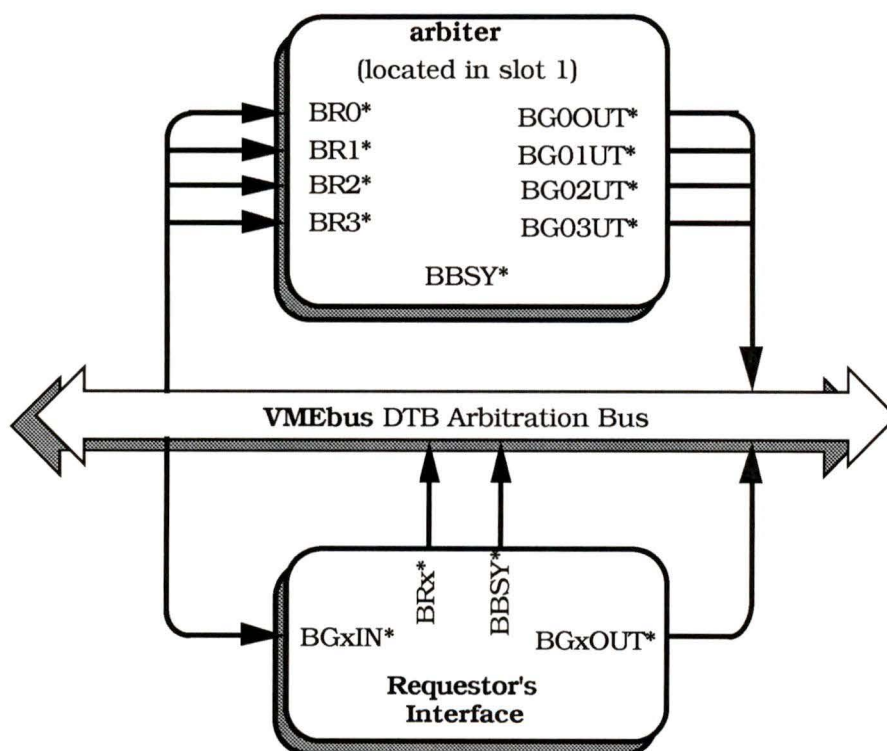 arbiter
(located in slot 1)
BR0*
BG0OUT*
BR1*
BG01UT*
BR2*
BG02UT*
BR3*
BG03UT*
BBSY*
VMEbus DTB Arbitration Bus
BRx*
BBSY*
BGxIN*
BGxOUT*
Requestor's
Interface